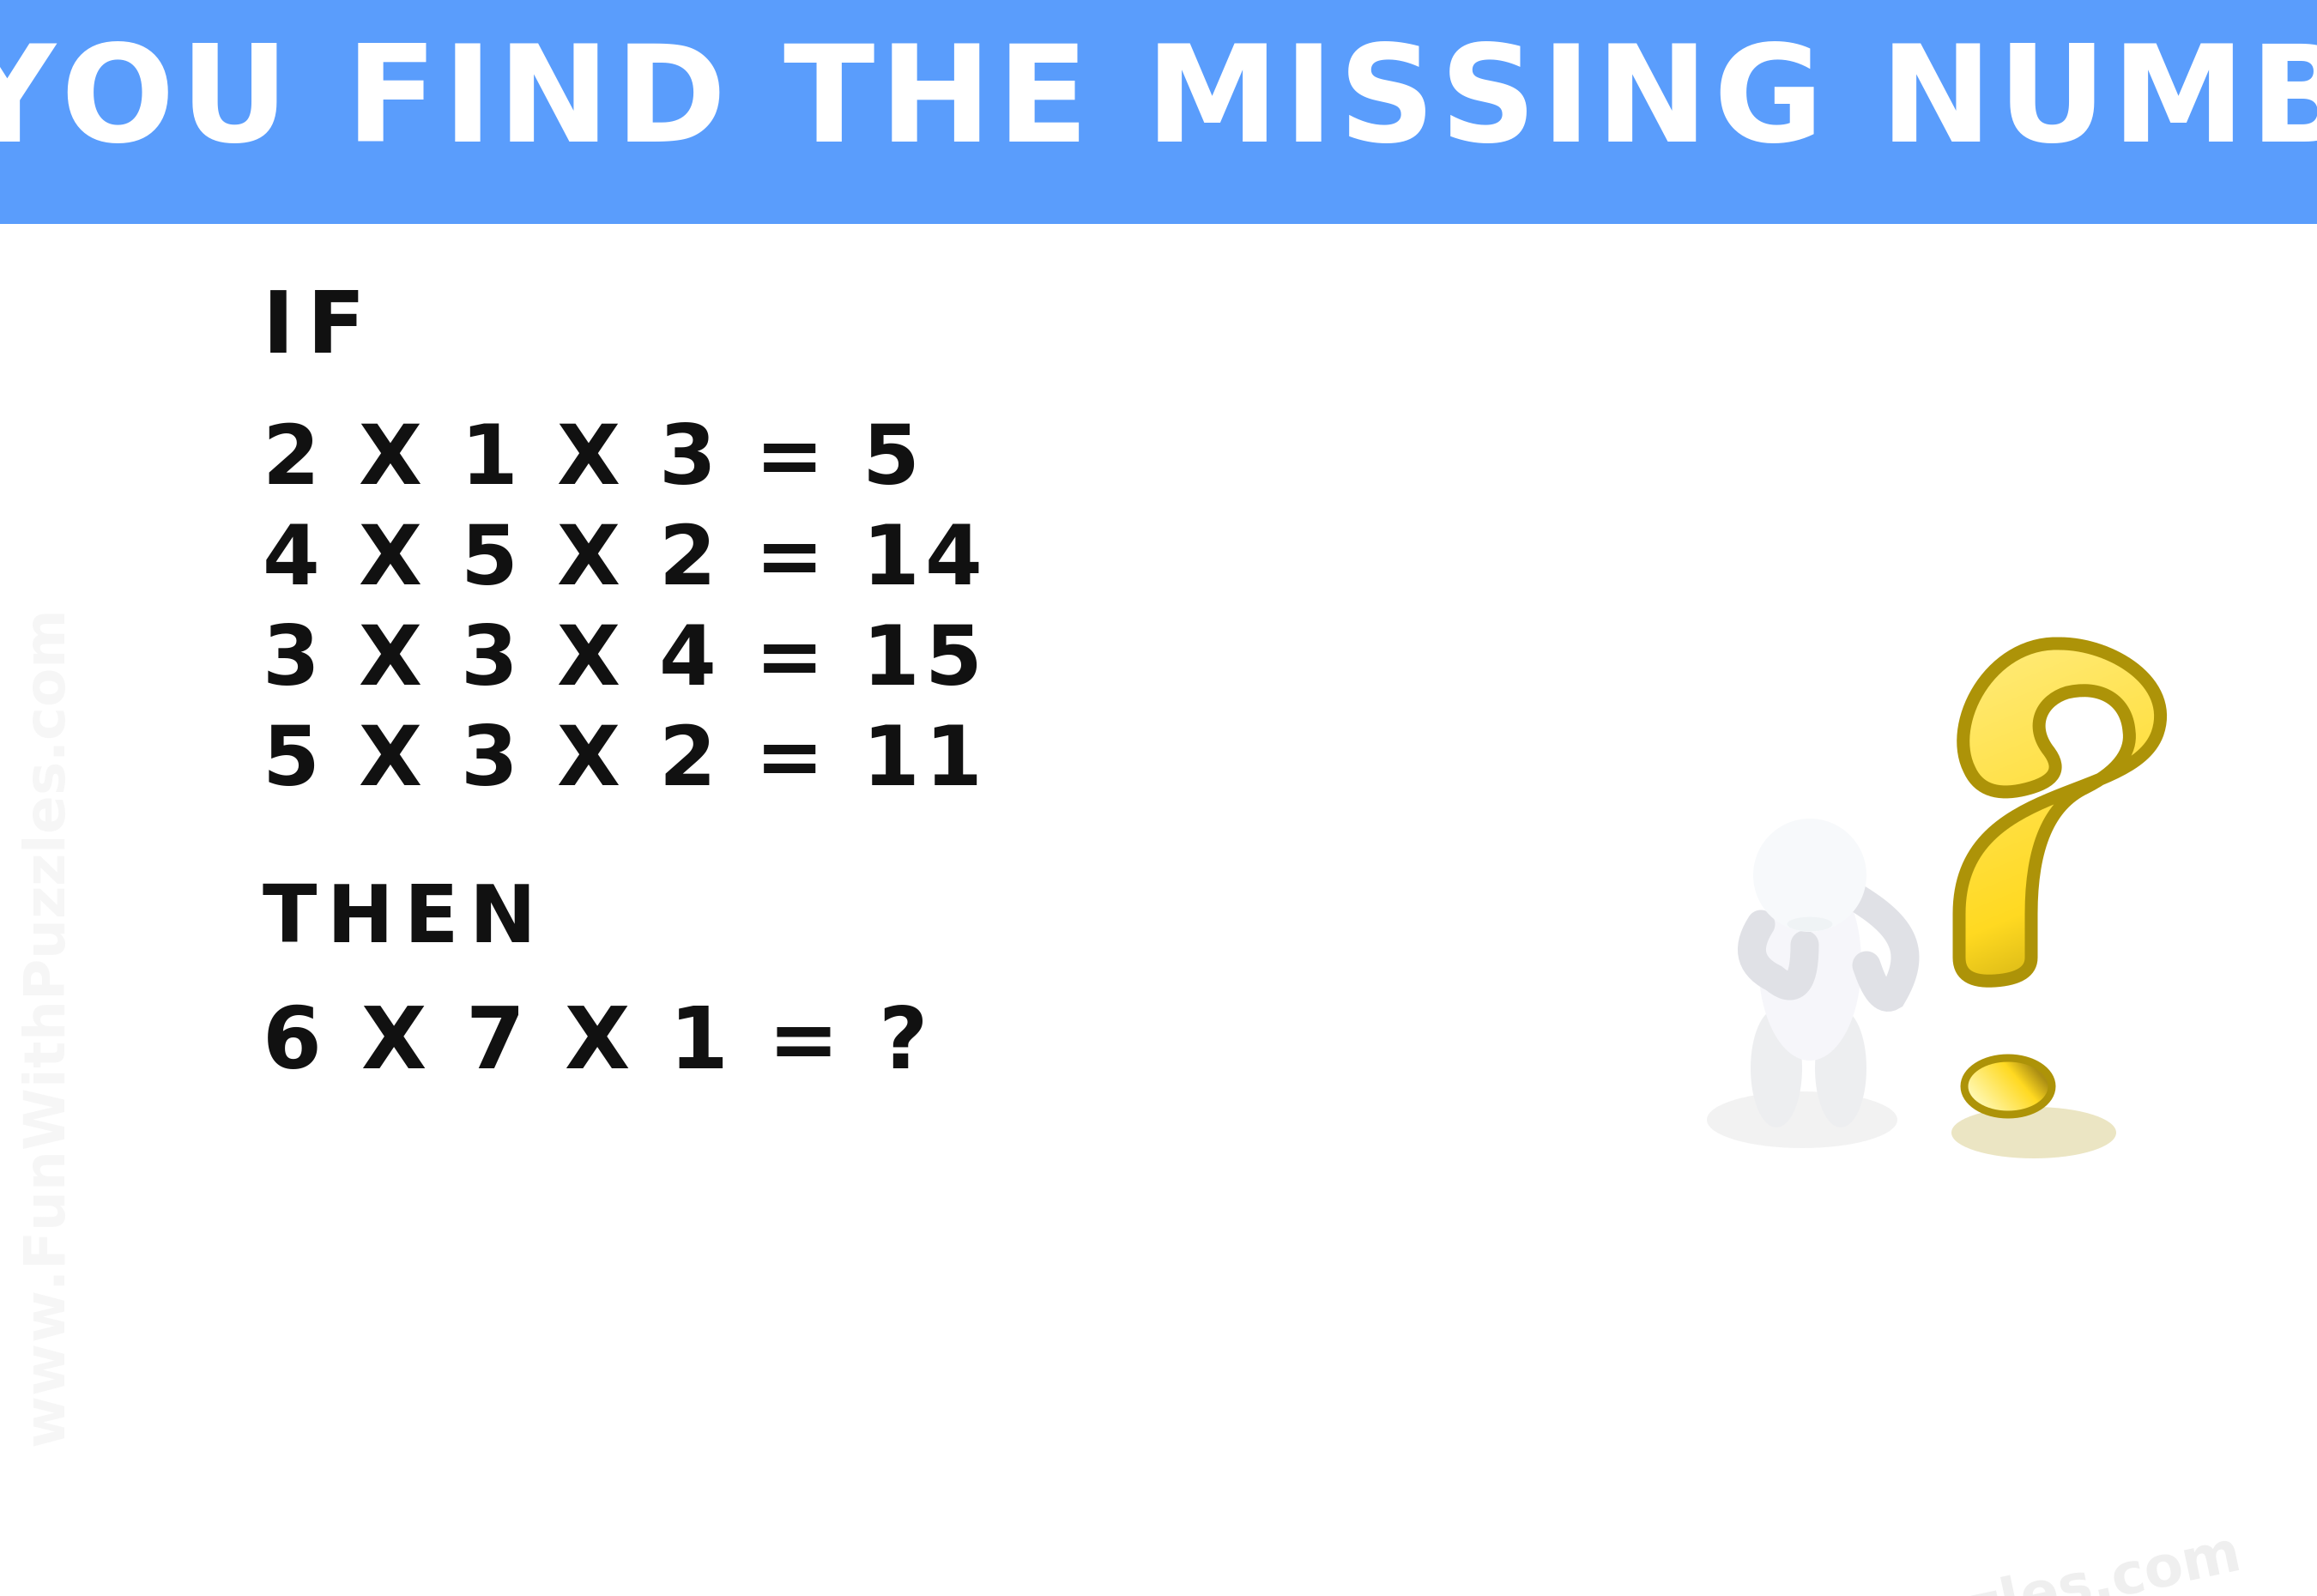 YOU FIND THE MISSING NUMB
IF
2 X 1 X 3 = 5
4 X 5 X 2 = 14
3 X 3 X 4 = 15
5 X 3 X 2 = 11
THEN
6 X 7 X 1 = ?
www.FunWithPuzzles.com
les.com